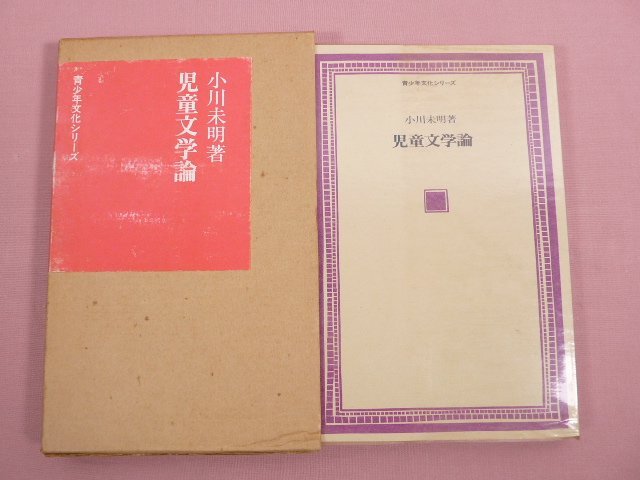 小川未明著
児童文学論
青少年文化シリーズ
青少年文化シリーズ
小川未明著
児童文学論